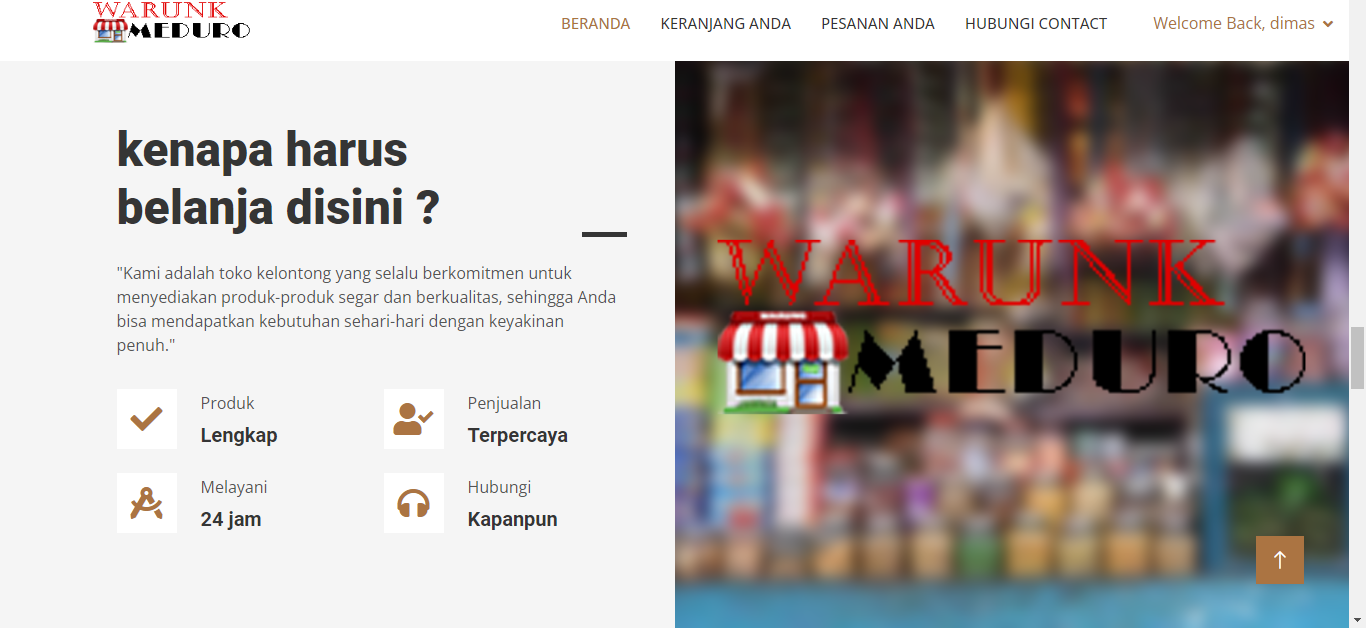 WARUNK
MEDURO
BERANDA
KERANJANG ANDA
PESANAN ANDA
HUBUNGI CONTACT
Welcome Back, dimas
kenapa harus
belanja disini ?
"Kami adalah toko kelontong yang selalu berkomitmen untuk
menyediakan produk-produk segar dan berkualitas, sehingga Anda
bisa mendapatkan kebutuhan sehari-hari dengan keyakinan
penuh."
Produk
Lengkap
Penjualan
Terpercaya
Melayani
24 jam
Hubungi
Kapanpun
WARUNK
WARUNG
MEDURO